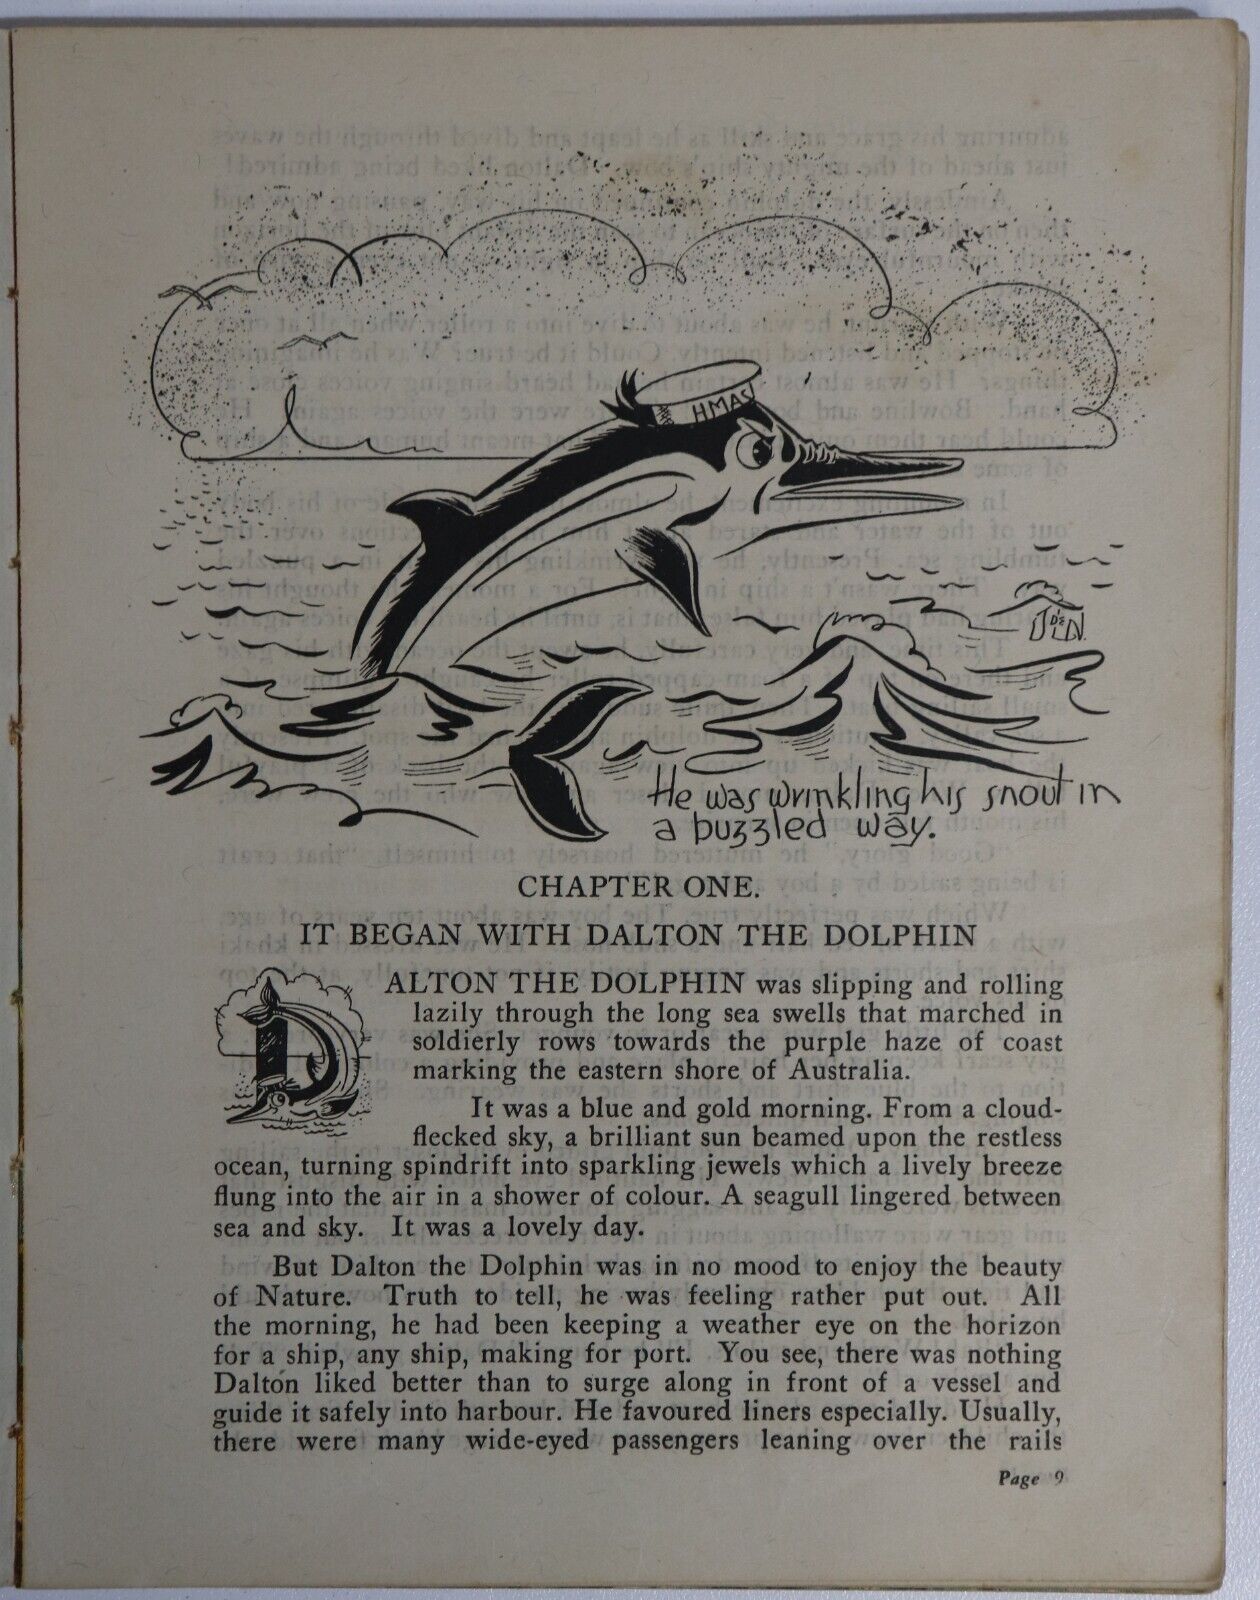 HMAS
He was wrinkling his snout in
a puzzled way.
CHAPTER ONE.
IT BEGAN WITH DALTON THE DOLPHIN
DALTON THE DOLPHIN was slipping and rolling
lazily through the long sea swells that marched in
soldierly rows towards the purple haze of coast
marking the eastern shore of Australia.
It was a blue and gold morning. From a cloud-
flecked sky, a brilliant sun beamed upon the restless
ocean, turning spindrift into sparkling jewels which a lively breeze
flung into the air in a shower of colour. A seagull lingered between
sea and sky. It was a lovely day.
But Dalton the Dolphin was in no mood to enjoy the beauty
of Nature. Truth to tell, he was feeling rather put out. All
the morning, he had been keeping a weather eye on the horizon
for a ship, any ship, making for port. You see, there was nothing
Dalton liked better than to surge along in front of a vessel and
guide it safely into harbour. He favoured liners especially. Usually,
there were many wide-eyed passengers leaning over the rails
Page 9